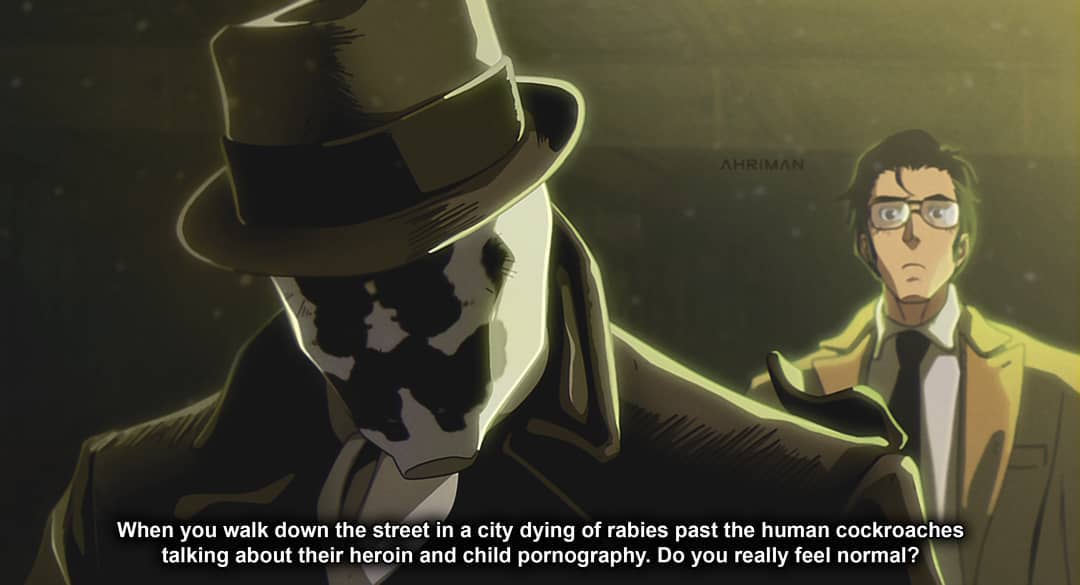 AHRIMAN
When you walk down the street in a city dying of rabies past the human cockroaches
talking about their heroin and child pornography. Do you really feel normal?